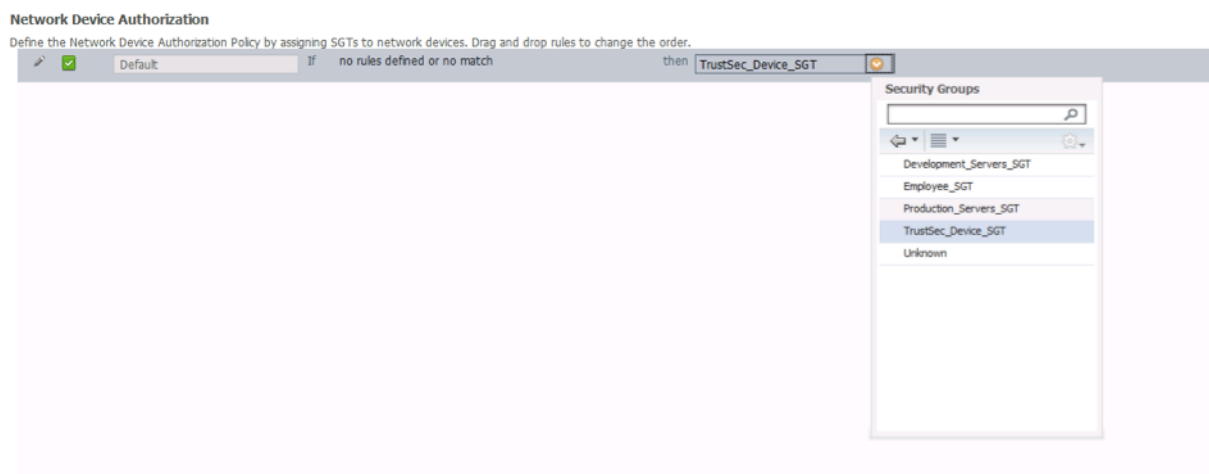 Network Device Authorization
Define the Network Device Authorization Policy by assigning SGTs to network devices. Drag and drop rules to change the order.
Default If no rules defined or no match then TrustSec_Device_SGT
Security Groups
Development_Servers_SGT
Employee_SGT
Production_Servers_SGT
TrustSec_Device_SGT
Unknown